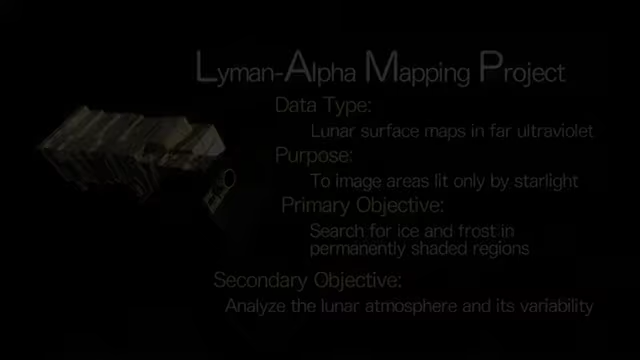 Lyman-Alpha Mapping Project
Data Type:
Lunar surface maps in far ultraviolet
Purpose:
To image areas lit only by starlight
Primary Objective:
Search for ice and frost in
permanently shaded regions
Secondary Objective:
Analyze the lunar atmosphere and its variability